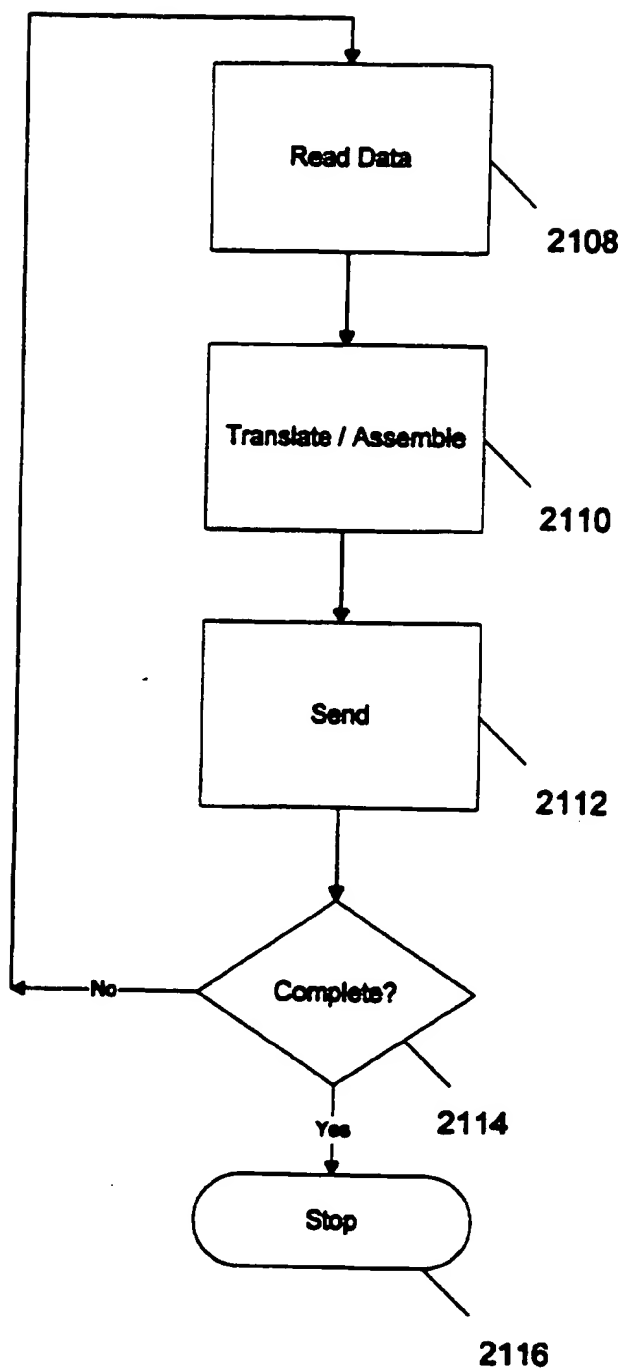 Read Data
2108
Translate / Assemble
2110
Send
2112
Complete?
No
2114
Yes
Stop
2116